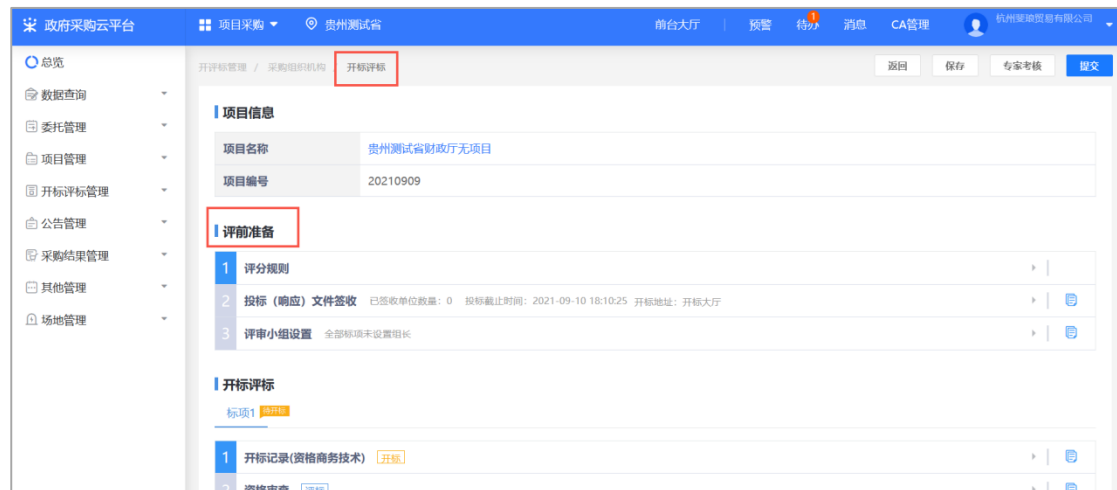 政府采购云平台 项目采购 贵州测试省 前台大厅 预警 待办 1 消息 CA管理 杭州斐琅贸易有限公司
总览
数据查询
委托管理
项目管理
开标评标管理
公告管理
采购结果管理
其他管理
场地管理
开评标管理 / 采购组织机构 / 开标评标 返回 保存 专家考核 提交
项目信息
项目名称 贵州测试省财政厅无项目
项目编号 20210909
评前准备
1 评分规则
2 投标（响应）文件签收 已签收单位数量：0 投标截止时间：2021-09-10 18:10:25 开标地址：开标大厅
3 评审小组设置 全部标项未设置组长
开标评标
标项1 待开标
1 开标记录(资格商务技术) 开标
2 资格审查 评标